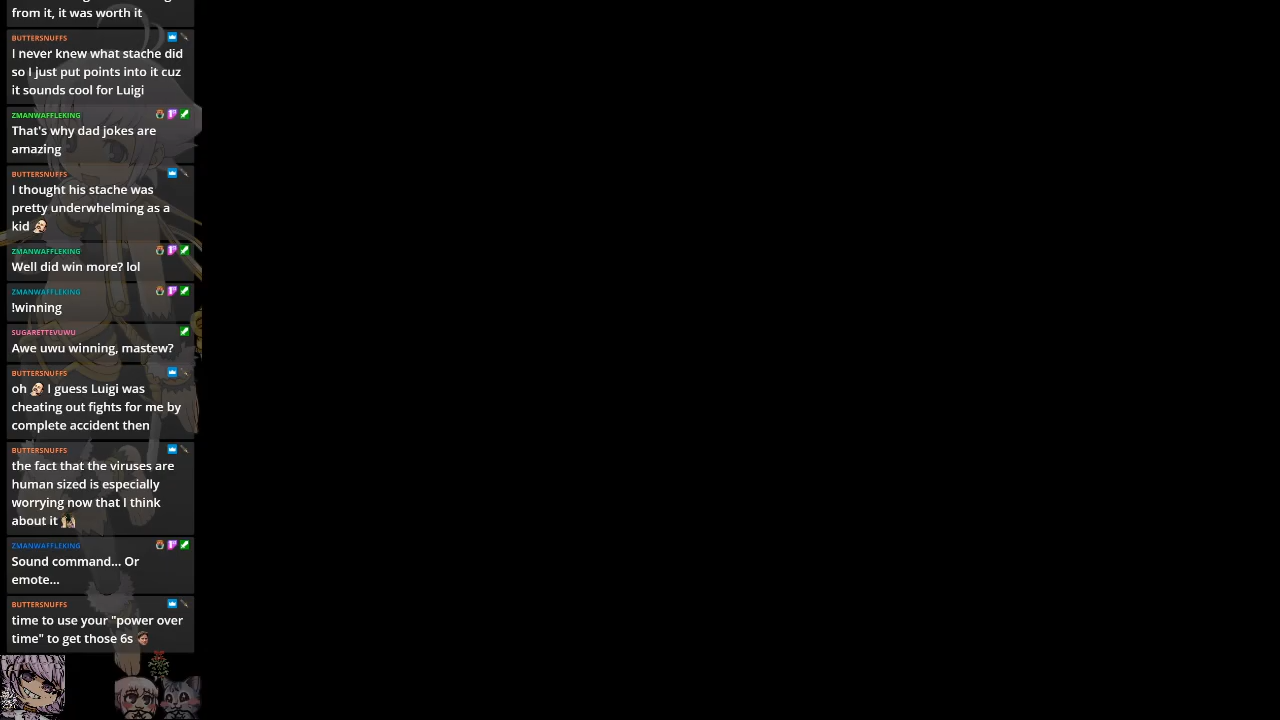 from it, it was worth it
BUTTERSNUFFS
I never knew what stache did
so I just put points into it cuz
it sounds cool for Luigi
ZMANWAFFLEKING
That's why dad jokes are
amazing
BUTTERSNUFFS
I thought his stache was
pretty underwhelming as a
kid
ZMANWAFFLEKING
Well did win more? lol
ZMANWAFFLEKING
!winning
SUGARETTEVUWU
Awe uwu winning, mastew?
BUTTERSNUFFS
oh I guess Luigi was
cheating out fights for me by
complete accident then
BUTTERSNUFFS
the fact that the viruses are
human sized is especially
worrying now that I think
about it
ZMANWAFFLEKING
Sound command... Or
emote...
BUTTERSNUFFS
time to use your "power over
time" to get those 6s